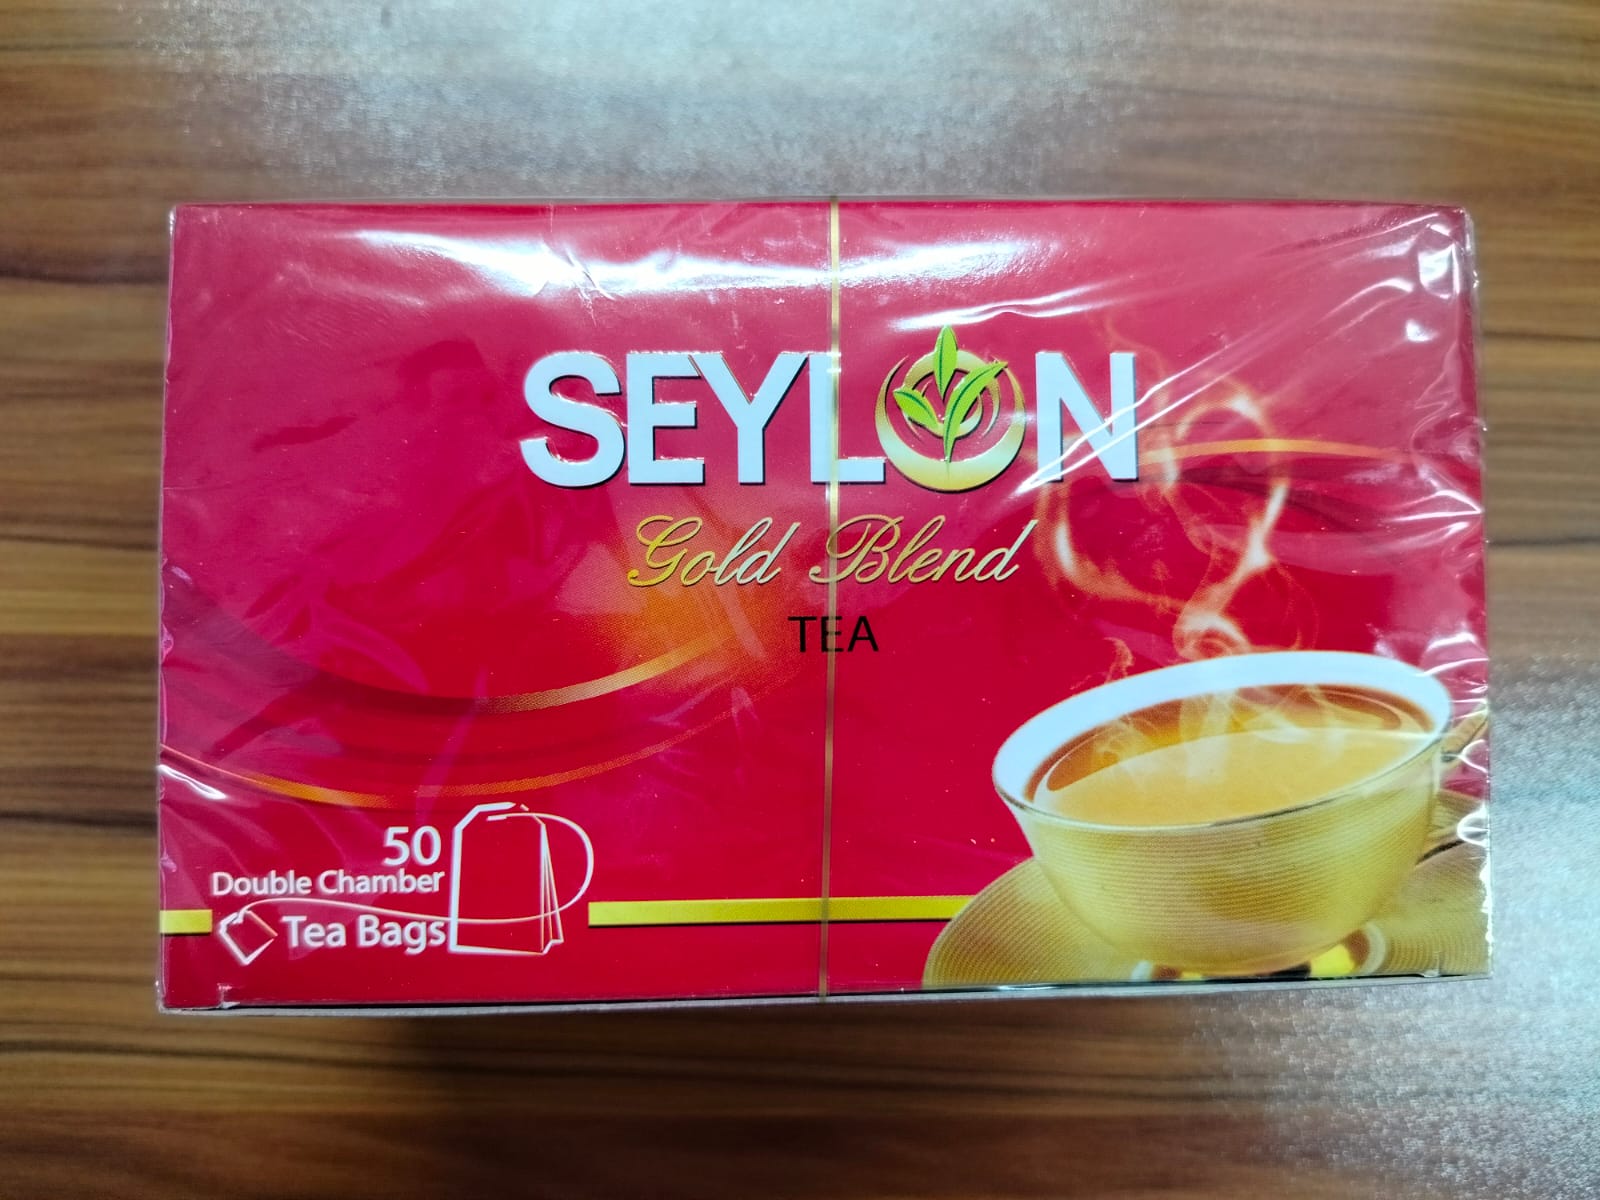 SEYLON
Gold Blend
TEA
50
Double Chamber
Tea Bags